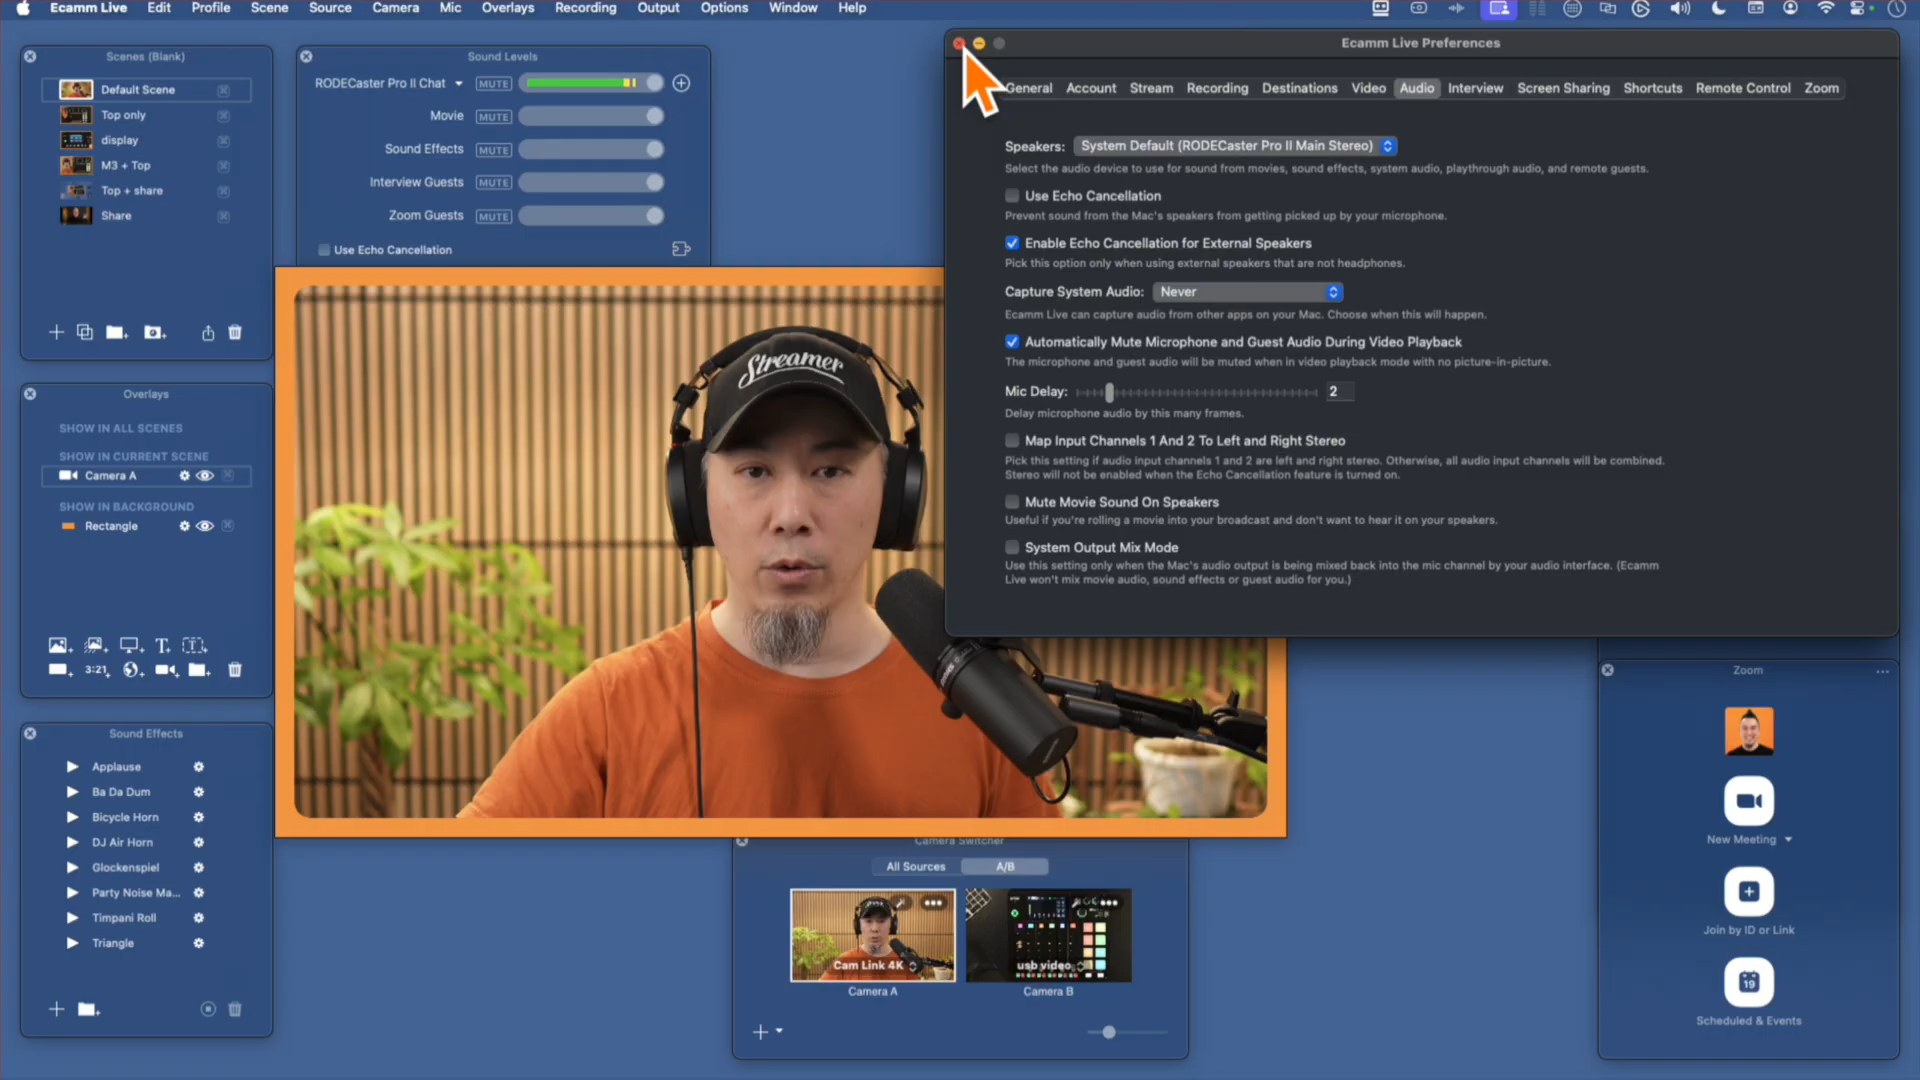 Ecamm Live Edit Profile Scene Source Camera Mic Overlays Recording Output Options Window Help
Scenes (Blank)
Default Scene
Top only
display
M3 + Top
Top + share
Share
Sound Levels
RODECaster Pro II Chat MUTE
Movie MUTE
Sound Effects MUTE
Interview Guests MUTE
Zoom Guests MUTE
Use Echo Cancellation
Overlays
SHOW IN ALL SCENES
SHOW IN CURRENT SCENE
Camera A
SHOW IN BACKGROUND
Rectangle
3:21
Sound Effects
Applause
Ba Da Dum
Bicycle Horn
DJ Air Horn
Glockenspiel
Party Noise Ma...
Timpani Roll
Triangle
Streamer
Ecamm Live Preferences
General Account Stream Recording Destinations Video Audio Interview Screen Sharing Shortcuts Remote Control Zoom
Speakers: System Default (RODECaster Pro II Main Stereo)
Select the audio device to use for sound from movies, sound effects, system audio, playthrough audio, and remote guests.
Use Echo Cancellation
Prevent sound from the Mac's speakers from getting picked up by your microphone.
Enable Echo Cancellation for External Speakers
Pick this option only when using external speakers that are not headphones.
Capture System Audio: Never
Ecamm Live can capture audio from other apps on your Mac. Choose when this will happen.
Automatically Mute Microphone and Guest Audio During Video Playback
The microphone and guest audio will be muted when in video playback mode with no picture-in-picture.
Mic Delay: 2
Delay microphone audio by this many frames.
Map Input Channels 1 And 2 To Left and Right Stereo
Pick this setting if audio input channels 1 and 2 are left and right stereo. Otherwise, all audio input channels will be combined.
Stereo will not be enabled when the Echo Cancellation feature is turned on.
Mute Movie Sound On Speakers
Useful if you're rolling a movie into your broadcast and don't want to hear it on your speakers.
System Output Mix Mode
Use this setting only when the Mac's audio output is being mixed back into the mic channel by your audio interface. (Ecamm
Live won't mix movie audio, sound effects or guest audio for you.)
Camera Switcher
All Sources A/B
Cam Link 4K
usb video
Camera A
Camera B
Zoom
New Meeting
Join by ID or Link
19
Scheduled & Events